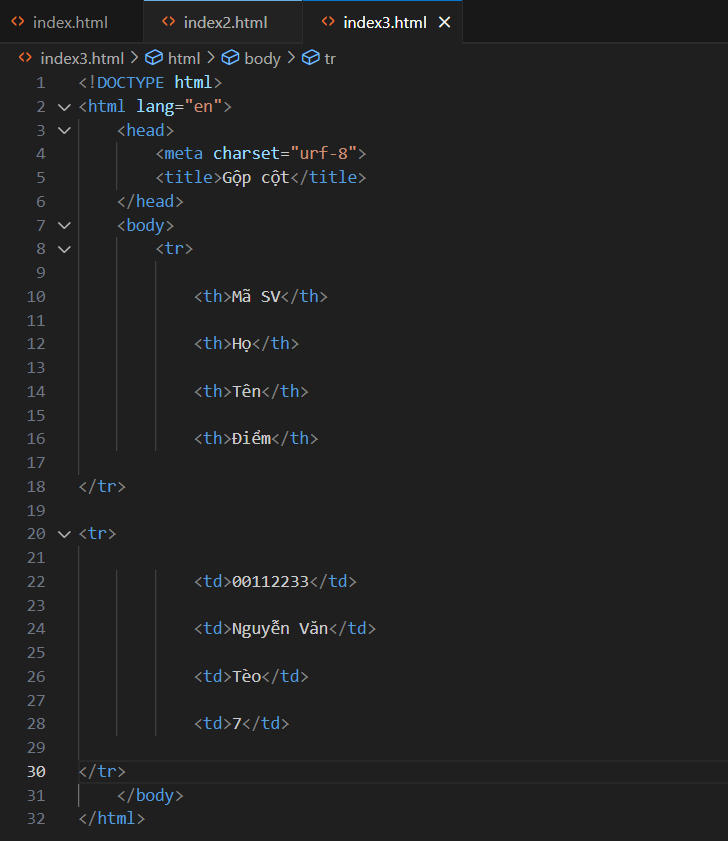 index.html index2.html index3.html
index3.html > html > body > tr
1 <!DOCTYPE html>
2 <html lang="en">
3 <head>
4 <meta charset="urf-8">
5 <title>Gộp cột</title>
6 </head>
7 <body>
8 <tr>
9
10 <th>Mã SV</th>
11
12 <th>Họ</th>
13
14 <th>Tên</th>
15
16 <th>Điểm</th>
17
18 </tr>
19
20 <tr>
21
22 <td>00112233</td>
23
24 <td>Nguyễn Văn</td>
25
26 <td>Tèo</td>
27
28 <td>7</td>
29
30 </tr>
31 </body>
32 </html>